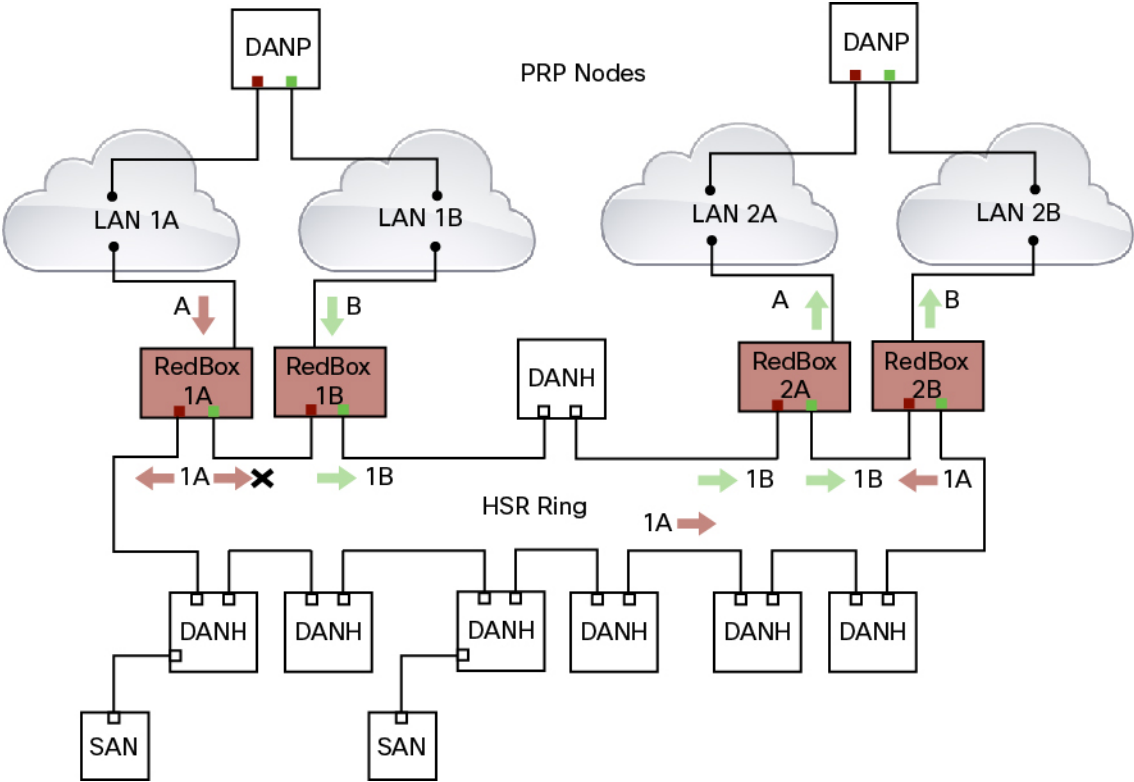 DANP
DANP
PRP Nodes
LAN 1A
LAN 1B
LAN 2A
LAN 2B
A
B
A
B
RedBox
1A
RedBox
1B
DANH
RedBox
2A
RedBox
2B
1A
1B
1B
1B
1A
HSR Ring
1A
DANH
DANH
DANH
DANH
DANH
DANH
SAN
SAN